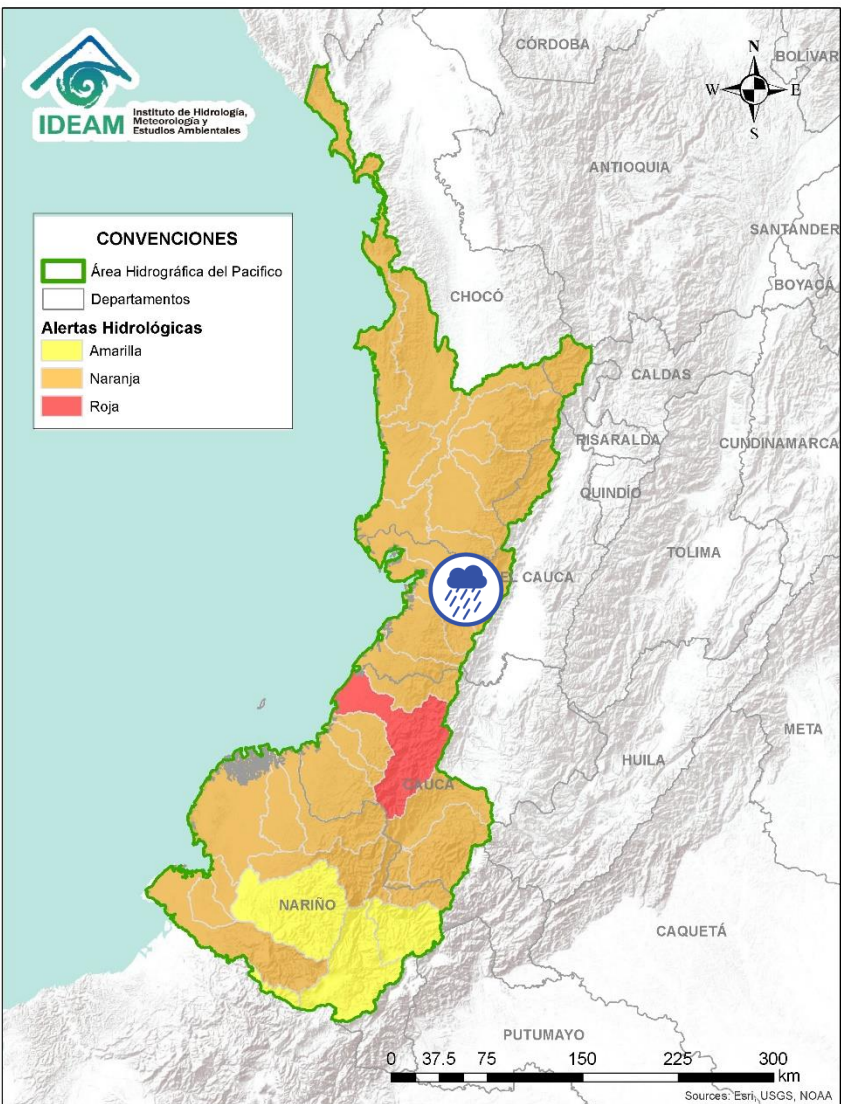 IDEAM
Instituto de Hidrología,
Meteorología y
Estudios Ambientales
N
W
E
S
CÓRDOBA
BOLÍVAR
ANTIOQUIA
SANTANDER
BOYACÁ
CHOCÓ
CONVENCIONES
Área Hidrográfica del Pacifico
Departamentos
Alertas Hidrológicas
Amarilla
Naranja
Roja
CALDAS
RISARALDA
CUNDINAMARCA
QUINDÍO
TOLIMA
EL CAUCA
META
HUILA
CAUCA
NARIÑO
CAQUETÁ
PUTUMAYO
0 37.5 75 150 225 300
km
Sources: Esri, USGS, NOAA